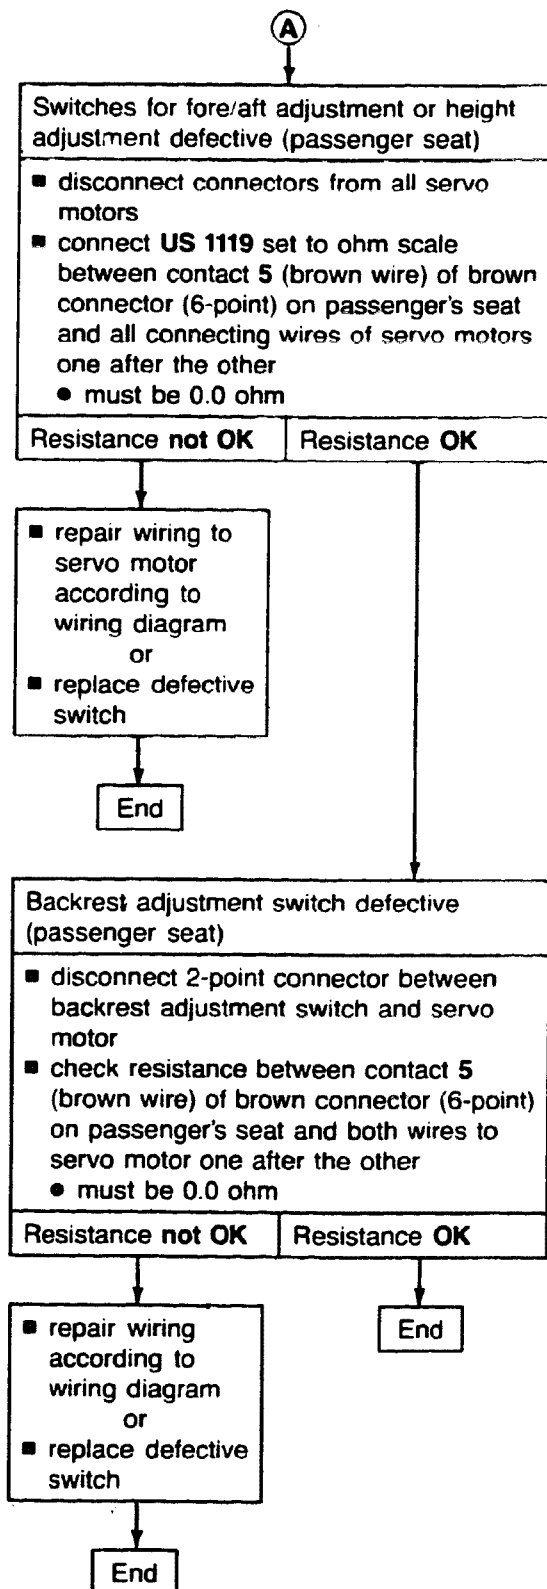 A
Switches for fore/aft adjustment or height
adjustment defective (passenger seat)
■ disconnect connectors from all servo
motors
■ connect US 1119 set to ohm scale
between contact 5 (brown wire) of brown
connector (6-point) on passenger's seat
and all connecting wires of servo motors
one after the other
● must be 0.0 ohm
Resistance not OK
Resistance OK
■ repair wiring to
servo motor
according to
wiring diagram
or
■ replace defective
switch
End
Backrest adjustment switch defective
(passenger seat)
■ disconnect 2-point connector between
backrest adjustment switch and servo
motor
■ check resistance between contact 5
(brown wire) of brown connector (6-point)
on passenger's seat and both wires to
servo motor one after the other
● must be 0.0 ohm
Resistance not OK
Resistance OK
■ repair wiring
according to
wiring diagram
or
■ replace defective
switch
End
End